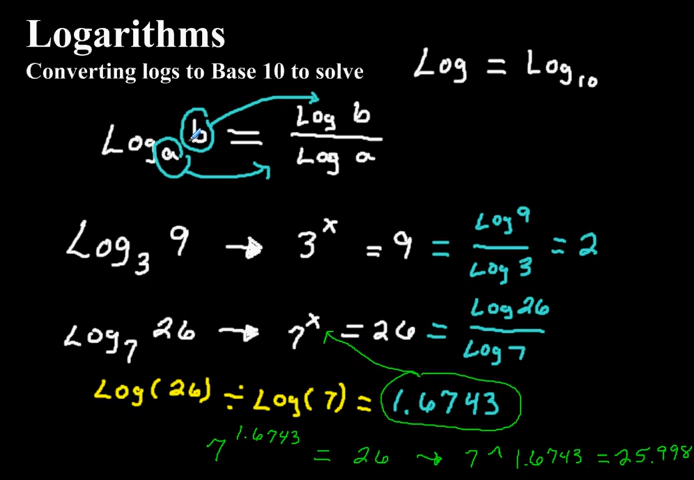 Logarithms
Converting logs to Base 10 to solve
Log = Log₁₀
Logₐ b = Log b / Log a
Log₃ 9 → 3ˣ = 9 = Log 9 / Log 3 = 2
Log₇ 26 → 7ˣ = 26 = Log 26 / Log 7
Log(26) ÷ Log(7) = 1.6743
7^1.6743 = 26 → 7^1.6743 = 25.998